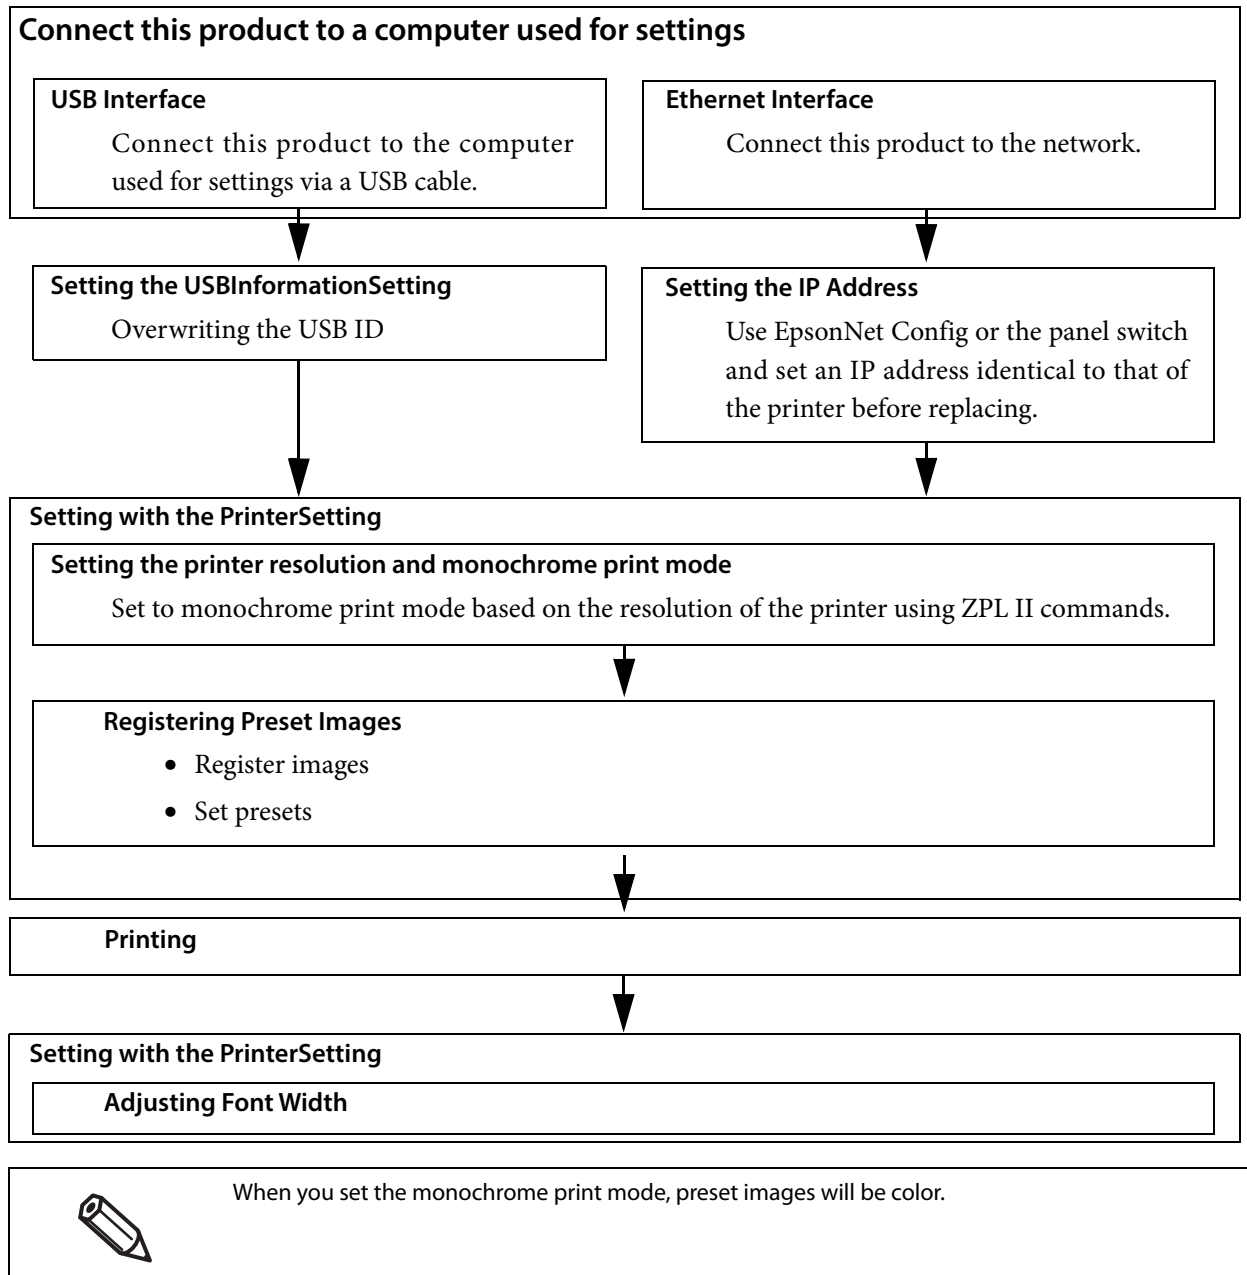 Connect this product to a computer used for settings
USB Interface
Connect this product to the computer
used for settings via a USB cable.
Ethernet Interface
Connect this product to the network.
Setting the USBInformationSetting
Overwriting the USB ID
Setting the IP Address
Use EpsonNet Config or the panel switch
and set an IP address identical to that of
the printer before replacing.
Setting with the PrinterSetting
Setting the printer resolution and monochrome print mode
Set to monochrome print mode based on the resolution of the printer using ZPL II commands.
Registering Preset Images
• Register images
• Set presets
Printing
Setting with the PrinterSetting
Adjusting Font Width
When you set the monochrome print mode, preset images will be color.